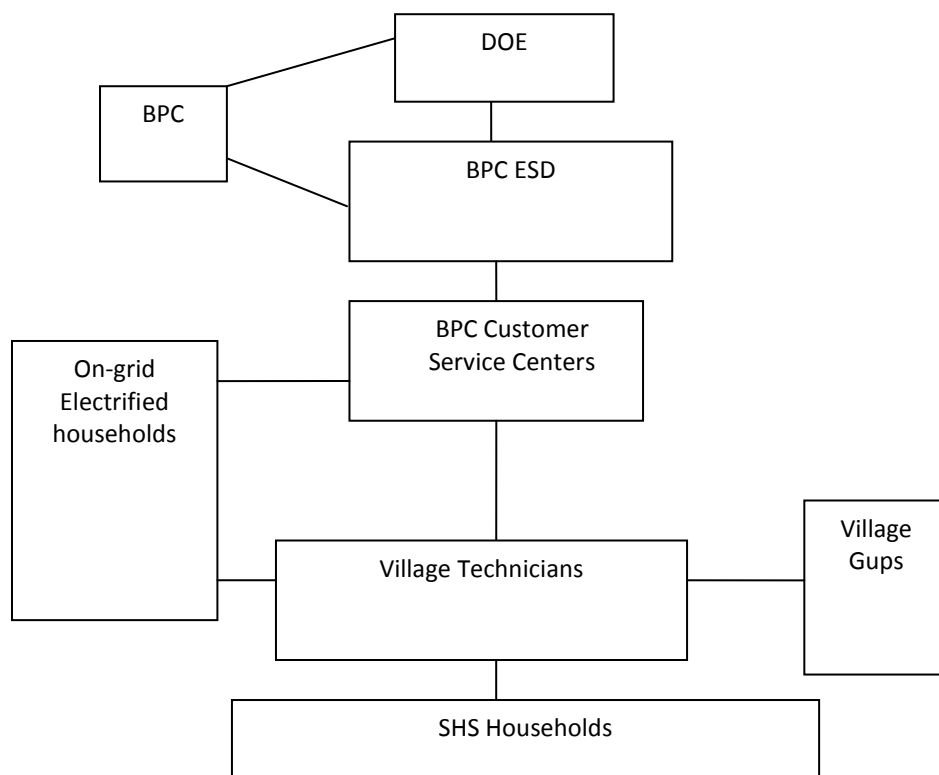 DOE
BPC
BPC ESD
BPC Customer
Service Centers
On-grid
Electrified
households
Village
Gups
Village Technicians
SHS Households